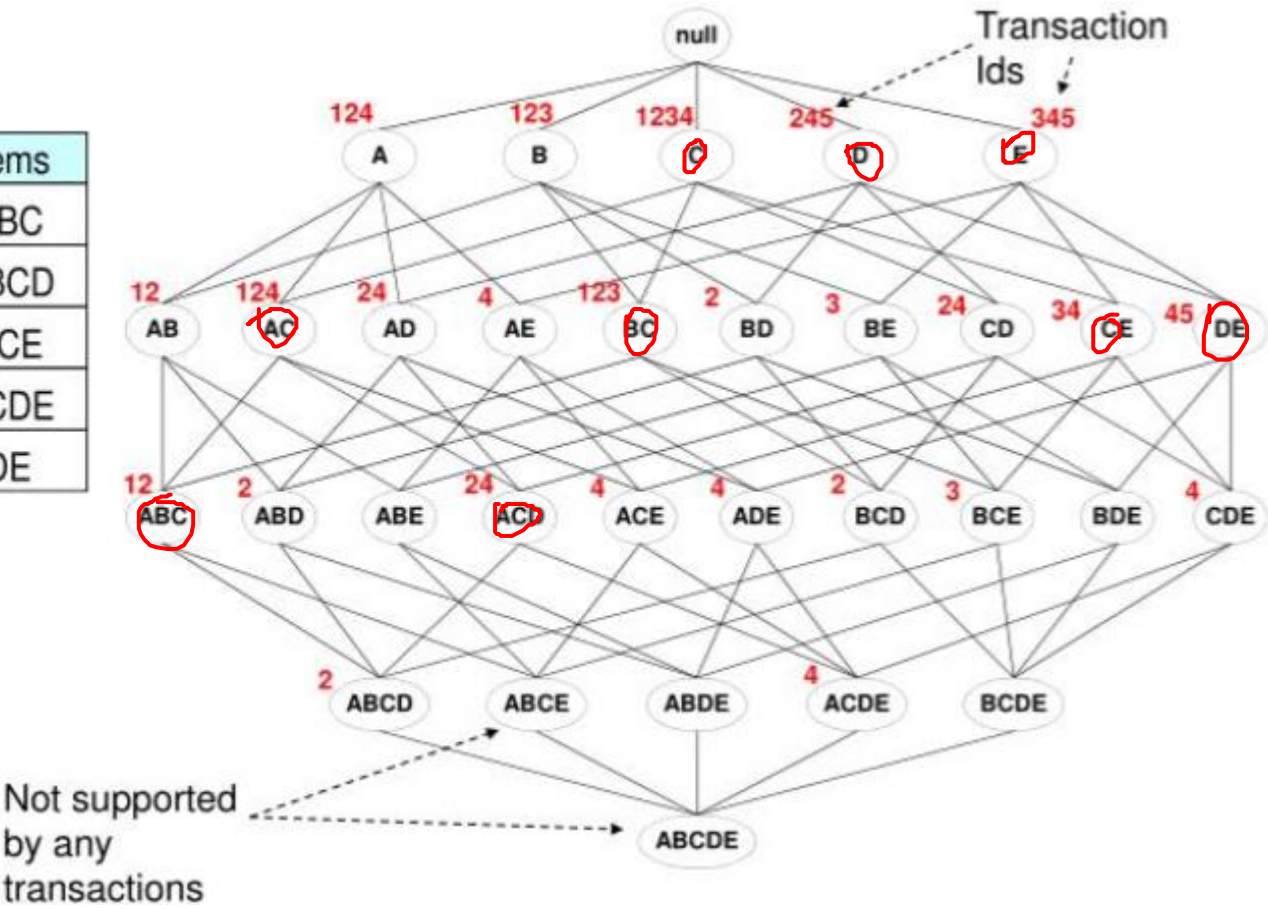 null
Transaction
Ids
124 123 1234 245 345
A B C D E
ems
BC
BCD
CE
CDE
DE
12 124 24 4 123 2 3 24 34 45
AB AC AD AE BC BD BE CD CE DE
12 2 24 4 4 2 3 4
ABC ABD ABE ACD ACE ADE BCD BCE BDE CDE
2 4
ABCD ABCE ABDE ACDE BCDE
Not supported
by any
transactions
ABCDE